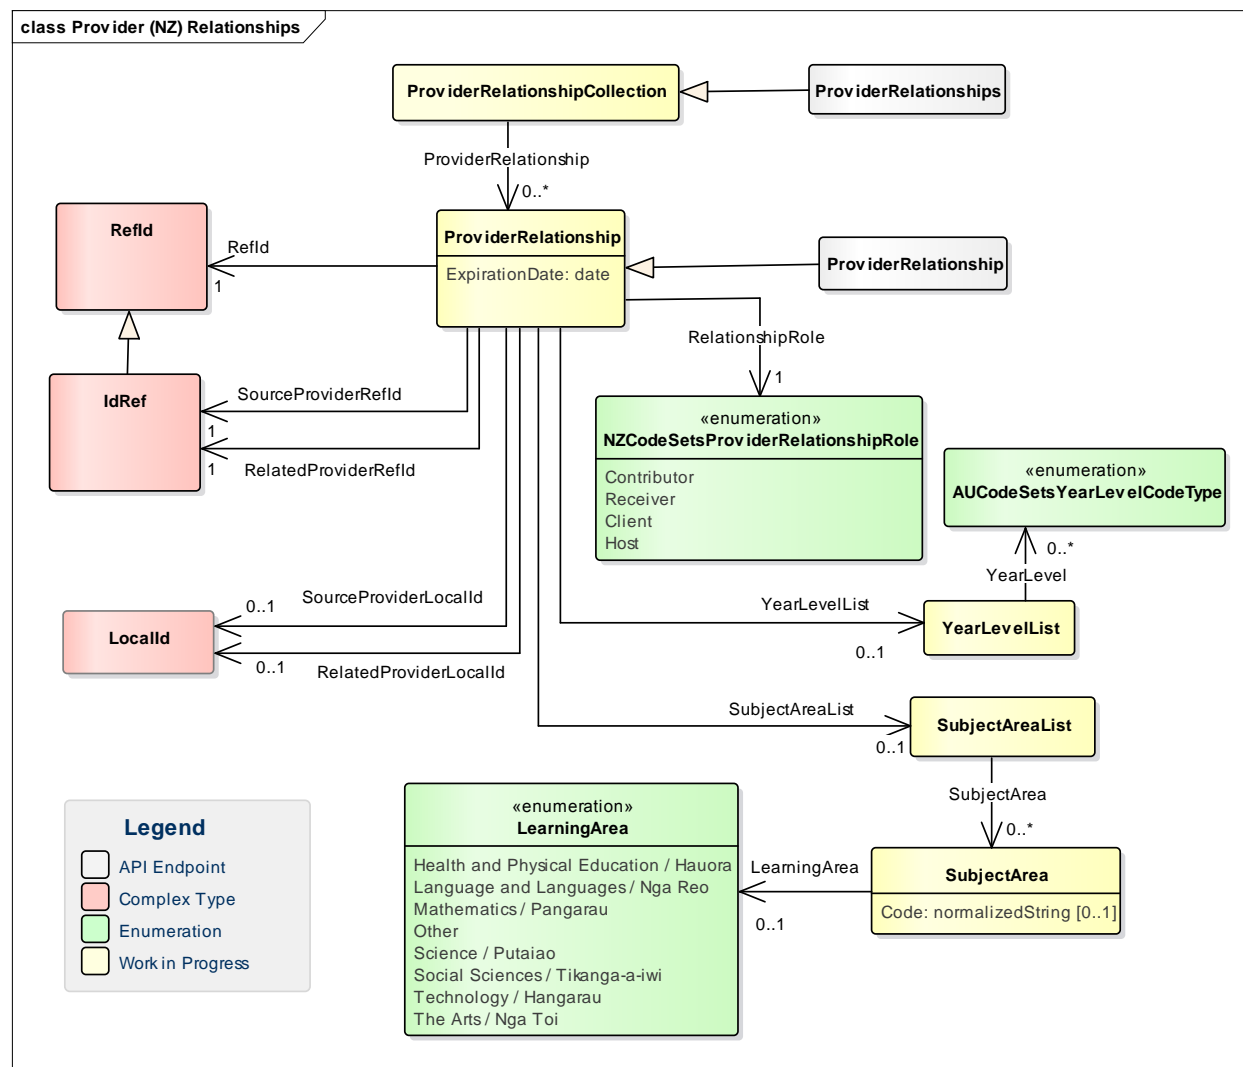 class Provider (NZ) Relationships
ProviderRelationshipCollection
ProviderRelationships
ProviderRelationship
0..*
RefId
RefId
1
ProviderRelationship
ExpirationDate: date
ProviderRelationship
RelationshipRole
1
IdRef
SourceProviderRefId
1
RelatedProviderRefId
1
«enumeration»
NZCodeSetsProviderRelationshipRole
Contributor
Receiver
Client
Host
«enumeration»
AUCodeSetsYearLevelCodeType
0..*
YearLevel
LocalId
SourceProviderLocalId
0..1
0..1
RelatedProviderLocalId
YearLevelList
0..1
YearLevelList
SubjectAreaList
0..1
SubjectAreaList
SubjectArea
0..*
«enumeration»
LearningArea
Health and Physical Education / Hauora
Language and Languages / Nga Reo
Mathematics / Pangarau
Other
Science / Putaiao
Social Sciences / Tikanga-a-iwi
Technology / Hangarau
The Arts / Nga Toi
LearningArea
0..1
SubjectArea
Code: normalizedString [0..1]
Legend
API Endpoint
Complex Type
Enumeration
Work in Progress